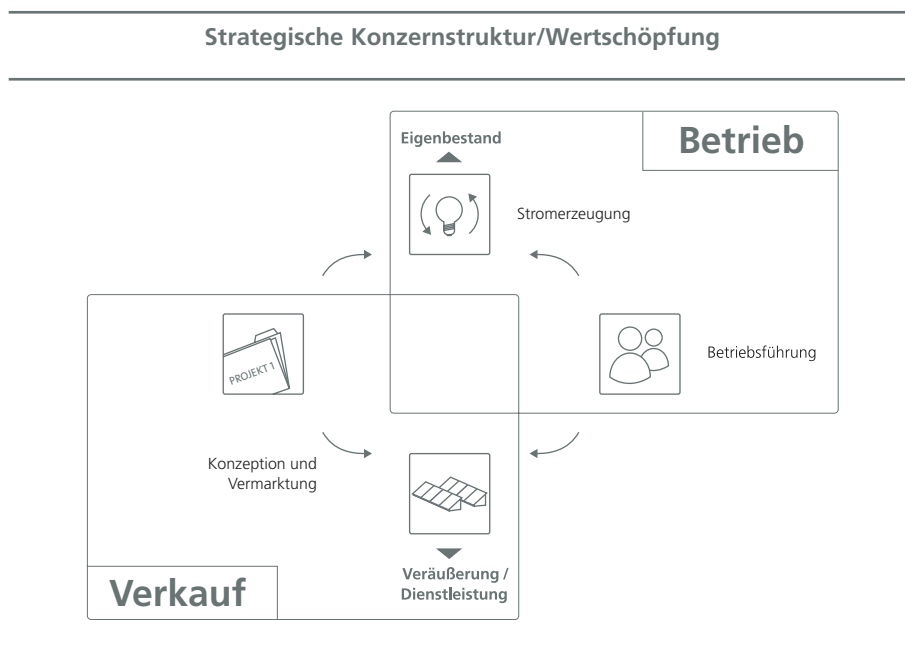 Strategische Konzernstruktur/Wertschöpfung
Eigenbestand
Betrieb
Stromerzeugung
PROJEKT 1
Betriebsführung
Konzeption und
Vermarktung
Veräußerung /
Dienstleistung
Verkauf